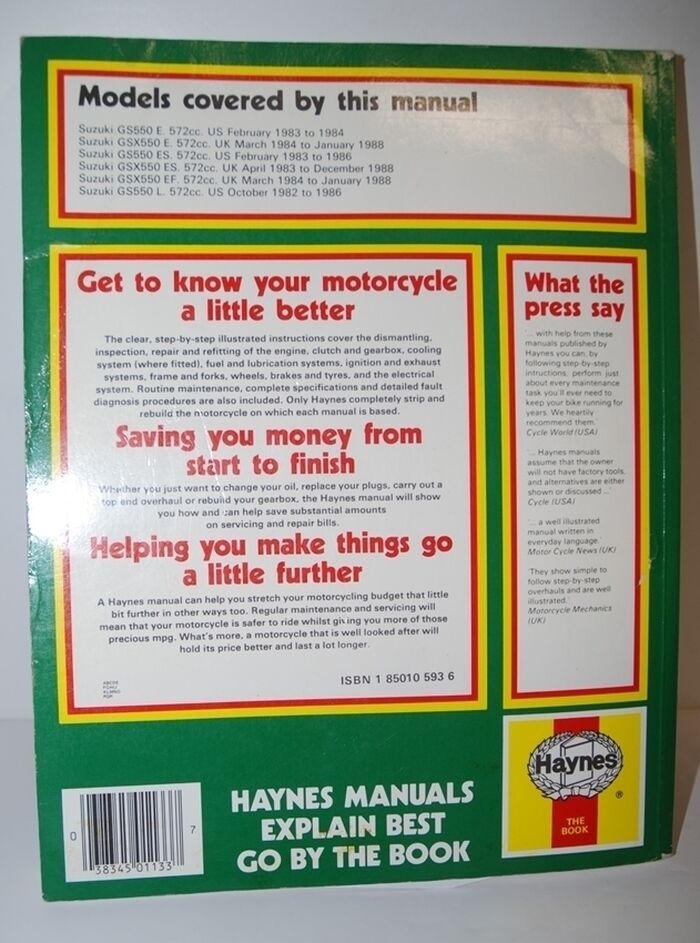 Models covered by this manual
Suzuki GS550 E. 572cc. US February 1983 to 1984
Suzuki GSX550 E. 572cc. UK March 1984 to January 1988
Suzuki GS550 ES. 572cc. US February 1983 to 1986
Suzuki GSX550 ES. 572cc. UK April 1983 to December 1988
Suzuki GSX550 EF. 572cc. UK March 1984 to January 1988
Suzuki GS550 L. 572cc. US October 1982 to 1986
Get to know your motorcycle
a little better
The clear, step-by-step illustrated instructions cover the dismantling,
inspection, repair and refitting of the engine, clutch and gearbox, cooling
system (where fitted), fuel and lubrication systems, ignition and exhaust
systems, frame and forks, wheels, brakes and tyres, and the electrical
system. Routine maintenance, complete specifications and detailed fault
diagnosis procedures are also included. Only Haynes completely strip and
rebuild the motorcycle on which each manual is based.
Saving you money from
start to finish
Whether you just want to change your oil, replace your plugs, carry out a
top end overhaul or rebuild your gearbox, the Haynes manual will show
you how and can help save substantial amounts
on servicing and repair bills.
Helping you make things go
a little further
A Haynes manual can help you stretch your motorcycling budget that little
bit further in other ways too. Regular maintenance and servicing will
mean that your motorcycle is safer to ride whilst giving you more of those
precious mpg. What's more, a motorcycle that is well looked after will
hold its price better and last a lot longer.
ABCDE
FGHIJ
KLMNO
PQR
ISBN 1 85010 593 6
What the
press say
'... with help from these
manuals published by
Haynes you can, by
following step-by-step
intructions, perform just
about every maintenance
task you'll ever need to
keep your bike running for
years. We heartily
recommend them.'
Cycle World (USA)
'... Haynes manuals
assume that the owner
will not have factory tools,
and alternatives are either
shown or discussed ...'
Cycle (USA)
'... a well illustrated
manual written in
everyday language.'
Motor Cycle News (UK)
'They show simple to
follow step-by-step
overhauls and are well
illustrated.'
Motorcycle Mechanics
(UK)
Haynes
®
THE
BOOK
HAYNES MANUALS
EXPLAIN BEST
GO BY THE BOOK
0 38345 01133 7